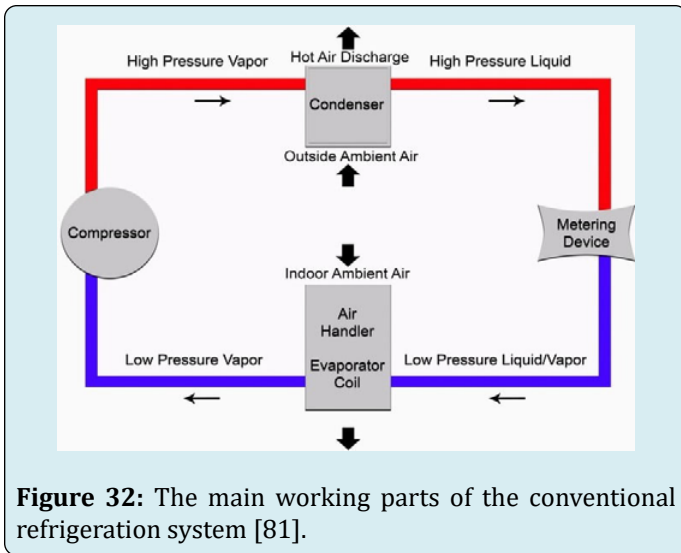 Hot Air Discharge
High Pressure Vapor
High Pressure Liquid
Condenser
Outside Ambient Air
Compressor
Metering
Device
Indoor Ambient Air
Air
Handler
Evaporator
Coil
Low Pressure Vapor
Low Pressure Liquid/Vapor
Figure 32: The main working parts of the conventional
refrigeration system [81].